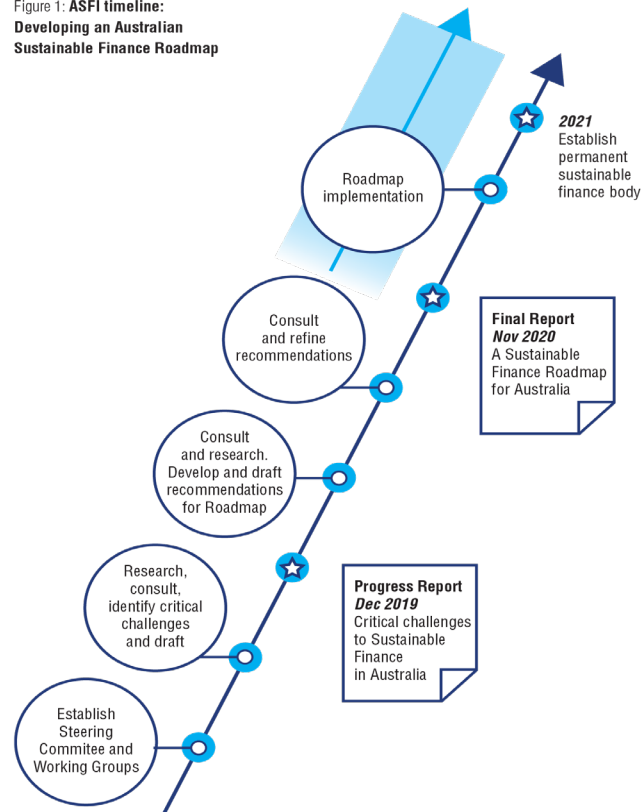 Figure 1: ASFI timeline:
Developing an Australian
Sustainable Finance Roadmap
2021
Establish
permanent
sustainable
finance body
Roadmap
implementation
Final Report
Nov 2020
A Sustainable
Finance Roadmap
for Australia
Consult
and refine
recommendations
Consult
and research.
Develop and draft
recommendations
for Roadmap
Progress Report
Dec 2019
Critical challenges
to Sustainable
Finance
in Australia
Research,
consult,
identify critical
challenges
and draft
Establish
Steering
Commitee and
Working Groups